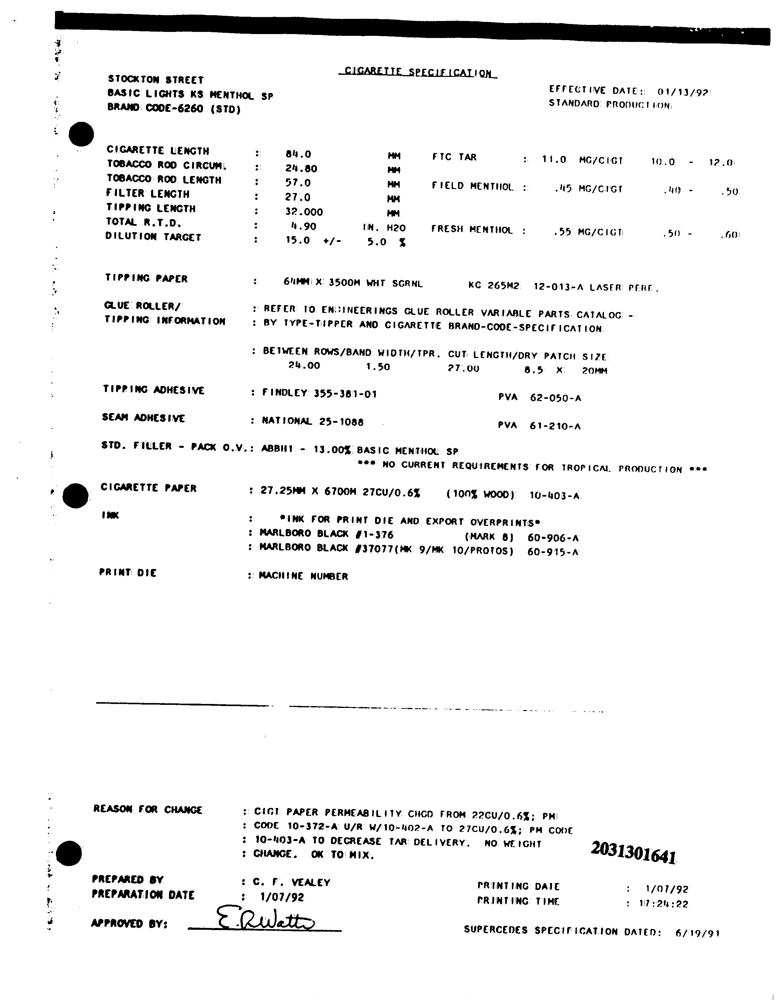 CIGARETTE SPECIFICATION
STOCKTON STREET
BASIC LIGHTS KS MENTHOL SP
BRAND CODE-6260 (STD)
EFFECTIVE DATE: 01/13/92
STANDARD PRODUCTION
CIGARETTE LENGTH : 84.0 MM FTC TAR : 11.0 MG/CIGT 10.0 - 12.0
TOBACCO ROD CIRCUM. : 24.80 MM
TOBACCO ROD LENGTH : 57.0 MM FIELD MENTHOL : .45 MG/CIGT .40 - .50
FILTER LENGTH : 27.0 MM
TIPPING LENGTH : 32.000 MM
TOTAL R.T.D. : 4.90 IN. H2O FRESH MENTHOL : .55 MG/CIGT .50 - .60
DILUTION TARGET : 15.0 +/- 5.0 %
TIPPING PAPER : 64MM X 3500M WHT SGRNL KC 265M2 12-013-A LASER PERF.
GLUE ROLLER/ : REFER TO ENGINEERINGS GLUE ROLLER VARIABLE PARTS CATALOG -
TIPPING INFORMATION : BY TYPE-TIPPER AND CIGARETTE BRAND-CODE-SPECIFICATION
: BETWEEN ROWS/BAND WIDTH/TPR. CUT LENGTH/DRY PATCH SIZE
24.00 1.50 27.00 8.5 X 20MM
TIPPING ADHESIVE : FINDLEY 355-381-01 PVA 62-050-A
SEAM ADHESIVE : NATIONAL 25-1088 PVA 61-210-A
STD. FILLER - PACK O.V.: ABBH1 - 13.00% BASIC MENTHOL SP
*** NO CURRENT REQUIREMENTS FOR TROPICAL PRODUCTION ***
CIGARETTE PAPER : 27.25MM X 6700M 27CU/0.6% (100% WOOD) 10-403-A
INK : *INK FOR PRINT DIE AND EXPORT OVERPRINTS*
: MARLBORO BLACK #1-376 (MARK 8) 60-906-A
: MARLBORO BLACK #37077(MK 9/MK 10/PROTOS) 60-915-A
PRINT DIE : MACHINE NUMBER
REASON FOR CHANGE : CIGT PAPER PERMEABILITY CHGD FROM 22CU/0.6%; PM
: CODE 10-372-A U/R W/10-402-A TO 27CU/0.6%; PM CODE
: 10-403-A TO DECREASE TAR DELIVERY. NO WEIGHT
: CHANGE. OK TO MIX.
2031301641
PREPARED BY : C. F. VEALEY PRINTING DATE : 1/07/92
PREPARATION DATE : 1/07/92 PRINTING TIME : 17:24:22
APPROVED BY: E.R.Watts
SUPERCEDES SPECIFICATION DATED: 6/19/91